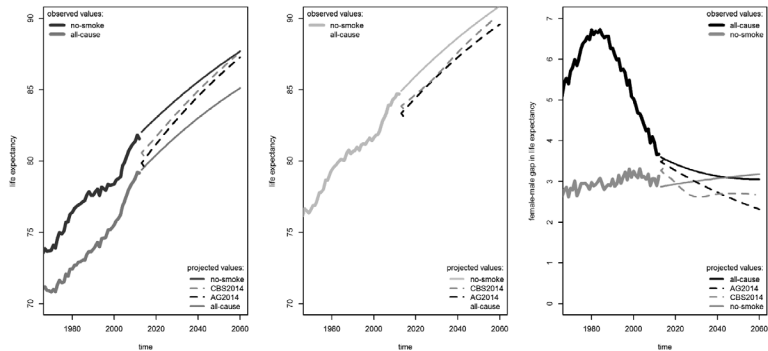 observed values:
no-smoke
all-cause
90
85
80
75
70
life expectancy
projected values:
no-smoke
CBS2014
AG2014
all-cause
1980
2000
2020
2040
2060
time
observed values:
no-smoke
all-cause
90
85
80
75
70
life expectancy
projected values:
no-smoke
CBS2014
AG2014
all-cause
1980
2000
2020
2040
2060
time
observed values:
all-cause
no-smoke
7
6
5
4
3
2
1
0
female-male gap in life expectancy
projected values:
all-cause
AG2014
CBS2014
no-smoke
1980
2000
2020
2040
2060
time